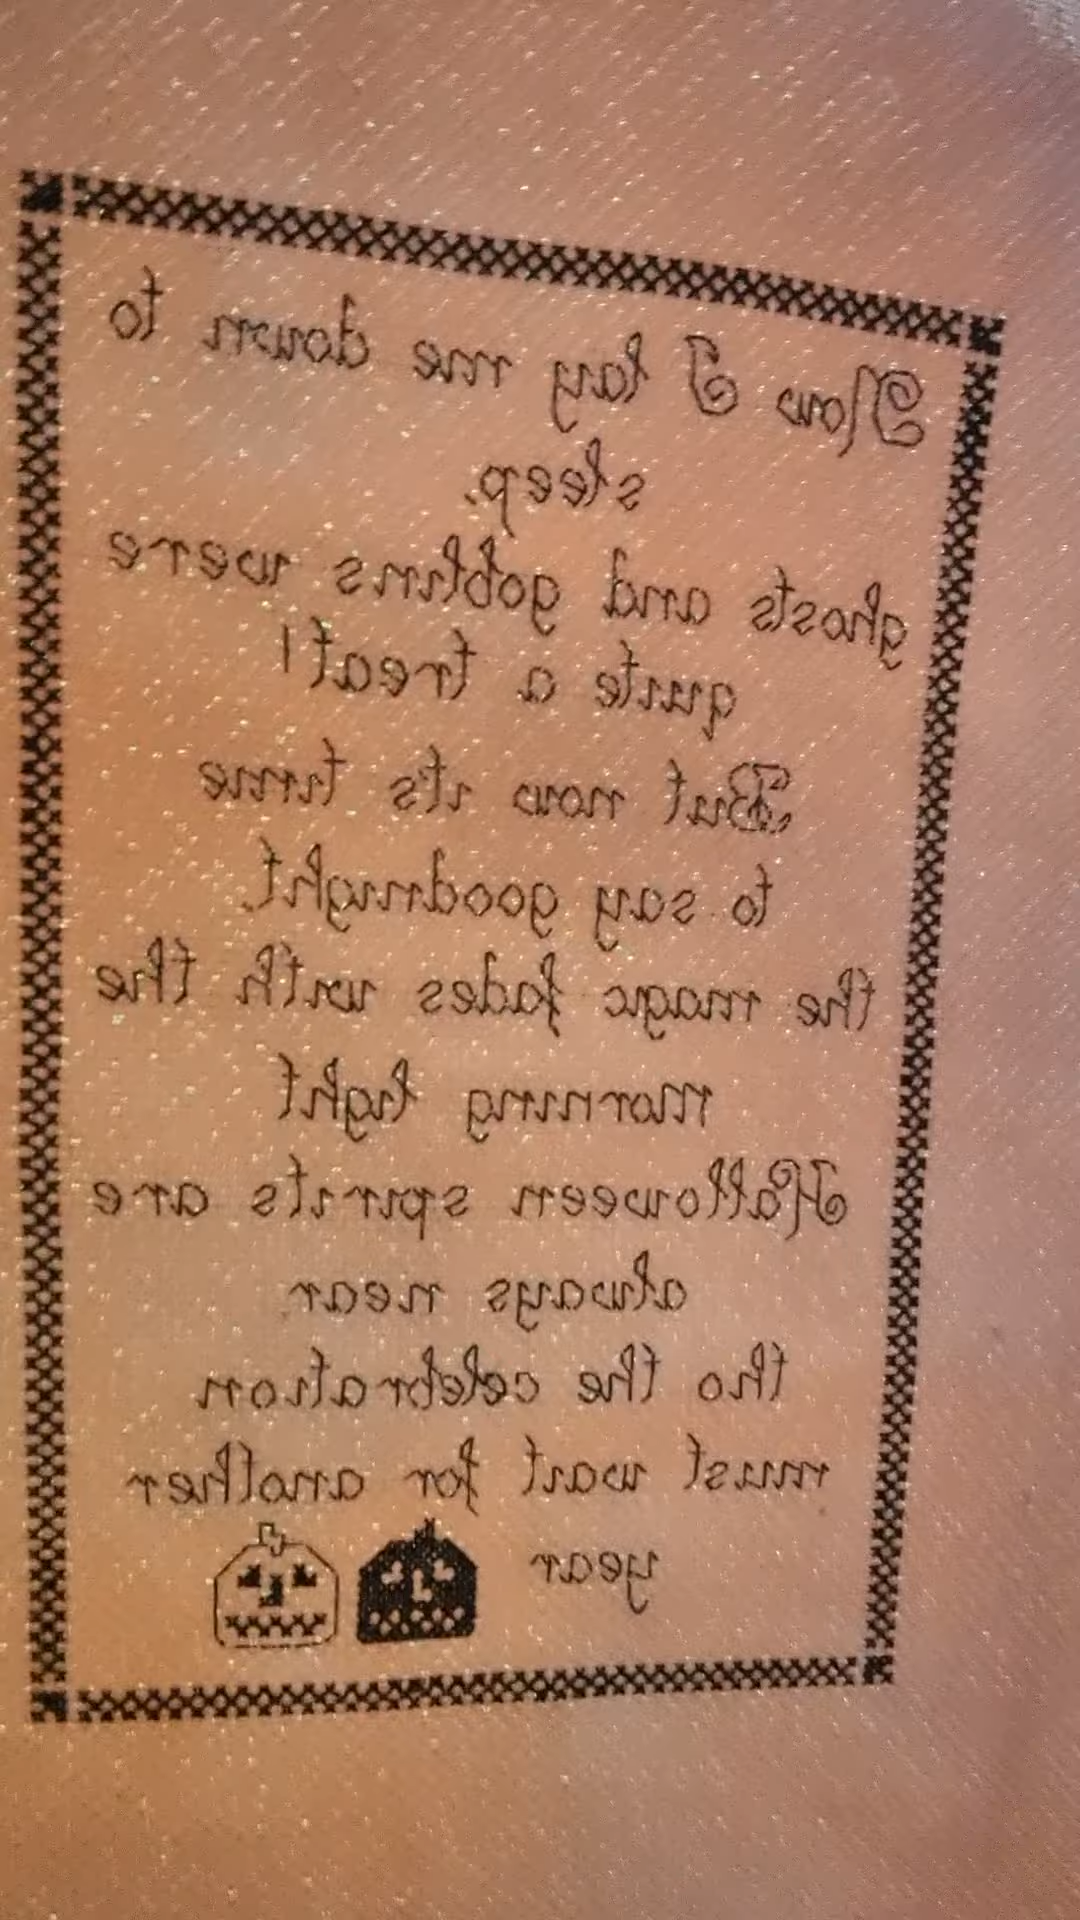 Now I lay me down to
sleep.
ghosts and goblins were
quite a treat!
But now it's time
to say goodnight.
the magic fades with the
morning light
Halloween spirits are
always near
tho the celebration
must wait for another
year